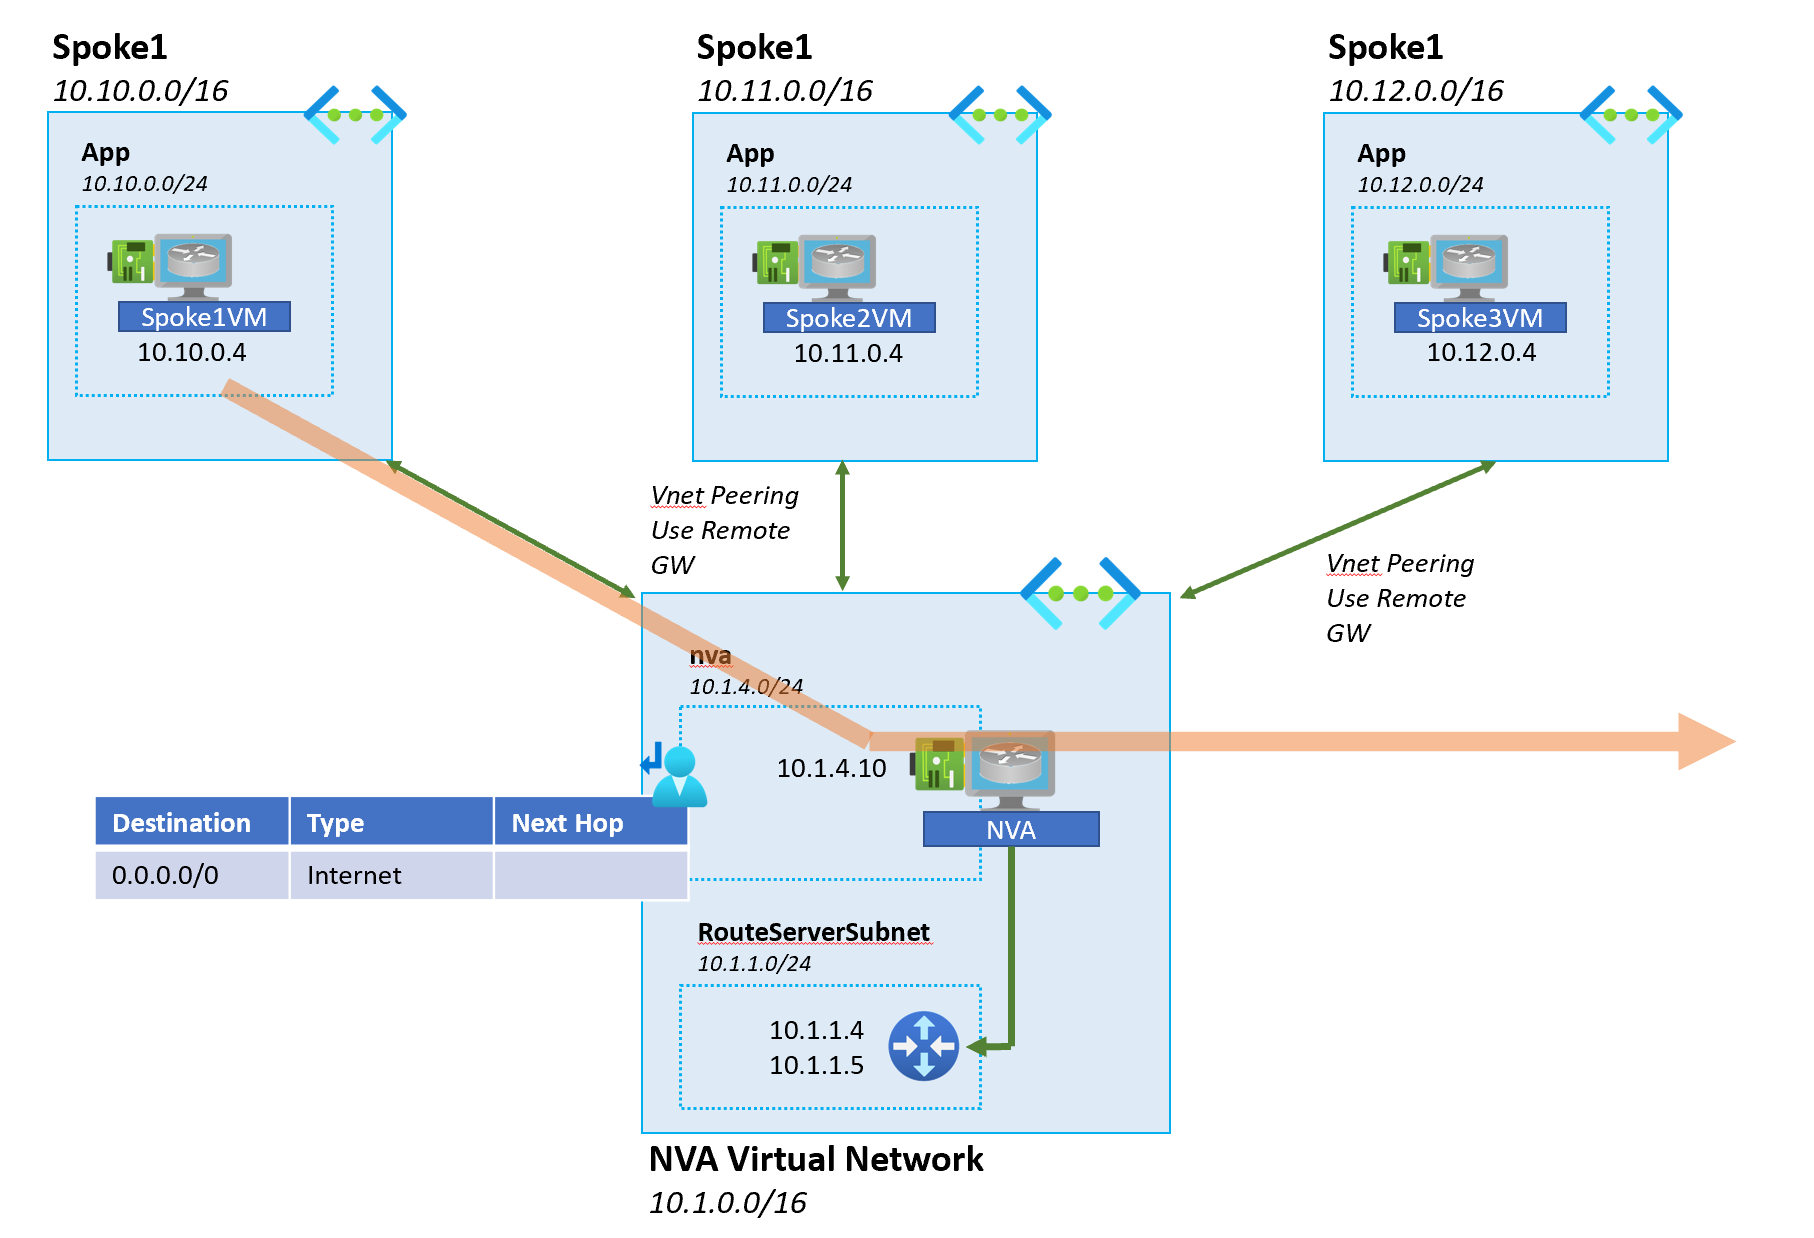 Spoke1
10.10.0.0/16
App
10.10.0.0/24
Spoke1VM
10.10.0.4
Spoke1
10.11.0.0/16
App
10.11.0.0/24
Spoke2VM
10.11.0.4
Spoke1
10.12.0.0/16
App
10.12.0.0/24
Spoke3VM
10.12.0.4
Vnet Peering
Use Remote
GW
Vnet Peering
Use Remote
GW
nva
10.1.4.0/24
10.1.4.10
NVA
Destination Type Next Hop
0.0.0.0/0 Internet
RouteServerSubnet
10.1.1.0/24
10.1.1.4
10.1.1.5
NVA Virtual Network
10.1.0.0/16